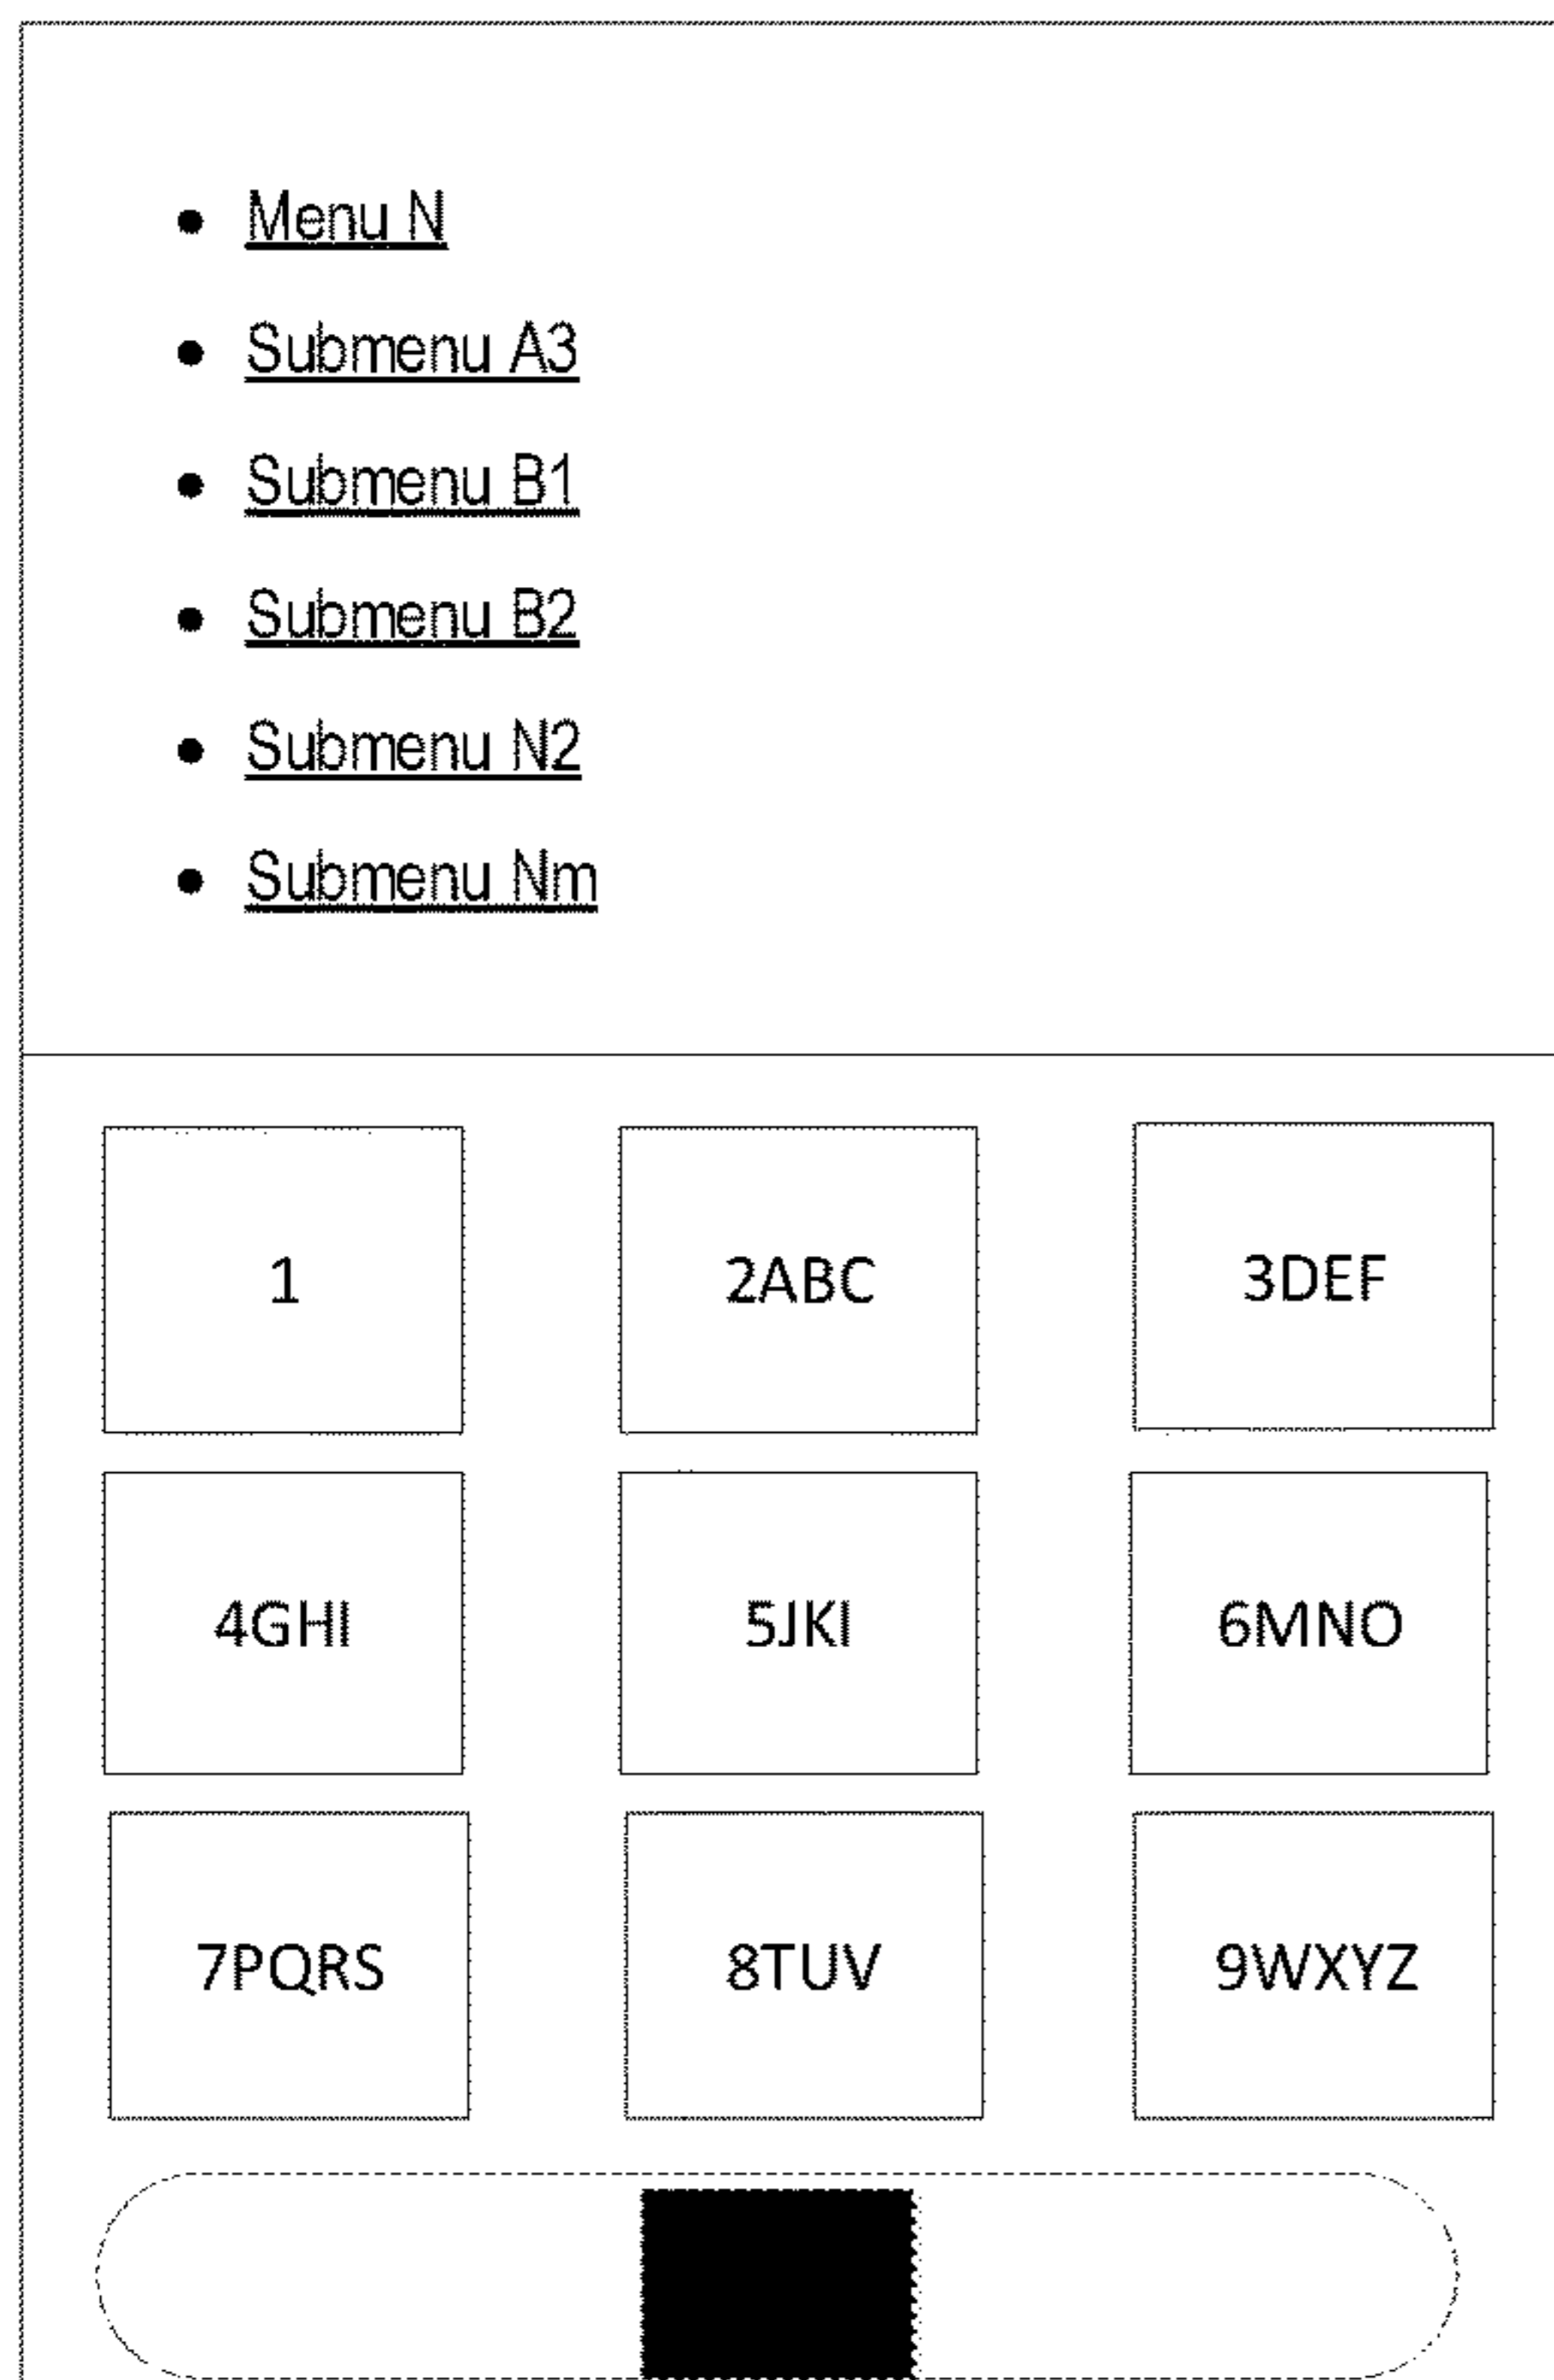 • Menu N
• Submenu A3
• Submenu B1
• Submenu B2
• Submenu N2
• Submenu Nm
1 2ABC 3DEF
4GHI 5JKI 6MNO
7PQRS 8TUV 9WXYZ